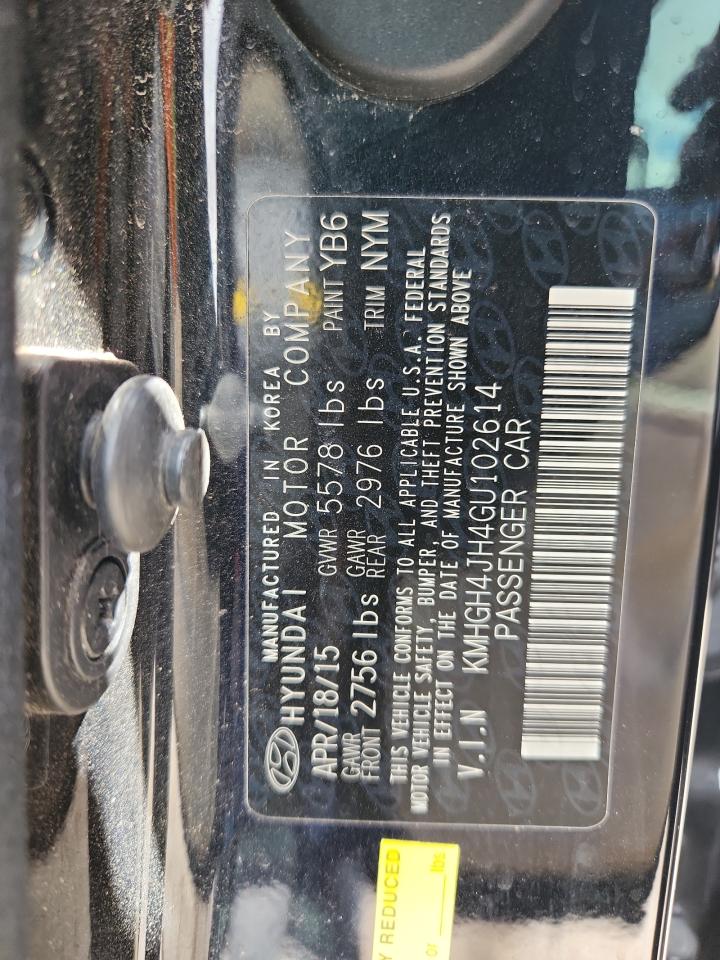 MANUFACTURED IN KOREA BY
HYUNDAI MOTOR COMPANY
APR/18/15 GVWR 5578 lbs PAINT YB6
GAWR FRONT 2756 lbs GAWR REAR 2976 lbs TRIM NYM
THIS VEHICLE CONFORMS TO ALL APPLICABLE U.S.A. FEDERAL
MOTOR VEHICLE SAFETY, BUMPER, AND THEFT PREVENTION STANDARDS
IN EFFECT ON THE DATE OF MANUFACTURE SHOWN ABOVE
V.I.N KMHGH4JH4GU102614
PASSENGER CAR
Y REDUCED
or lbs